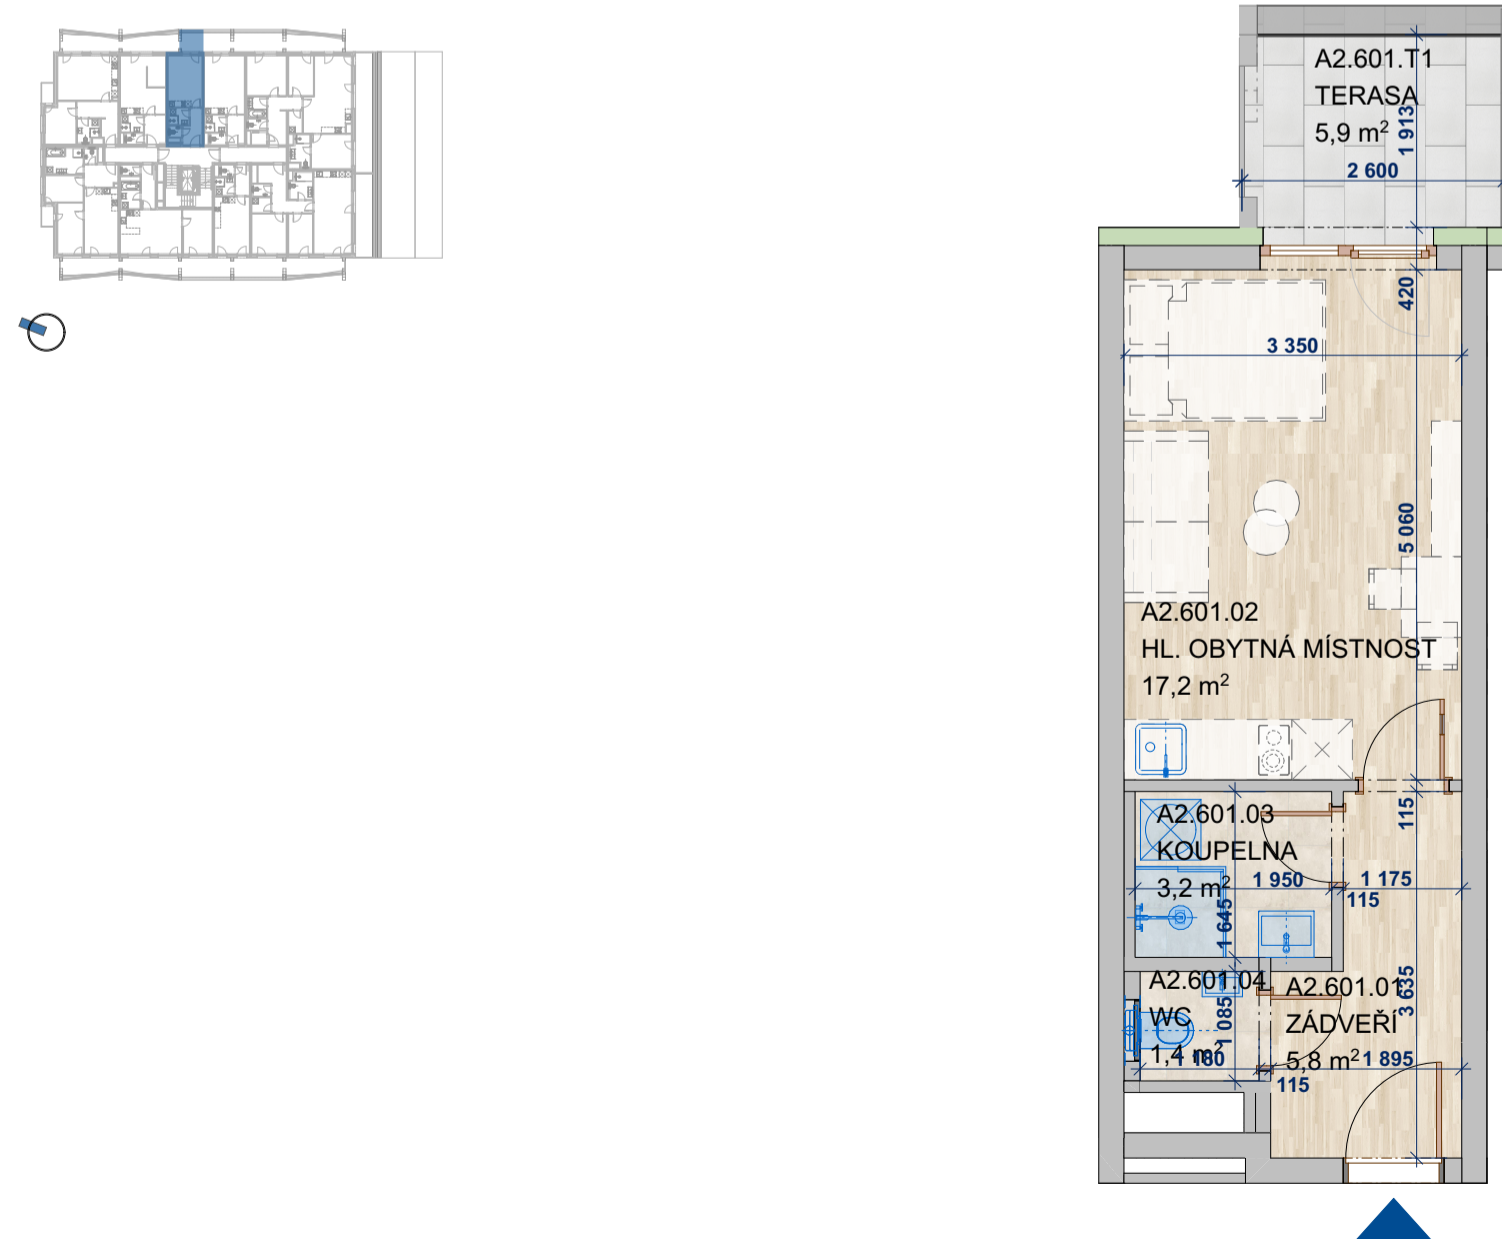 A2.601.T1
TERASA
5,9 m²
1 913
2 600
420
3 350
5 060
A2.601.02
HL. OBYTNÁ MÍSTNOST
17,2 m²
115
A2.601.03
KOUPELNA
3,2 m²
1 950
1 175
115
1 645
A2.601.04
WC
1,4 m²
1 085
1 180
A2.601.01
ZÁDVEŘÍ
5,8 m²
3 635
1 895
115